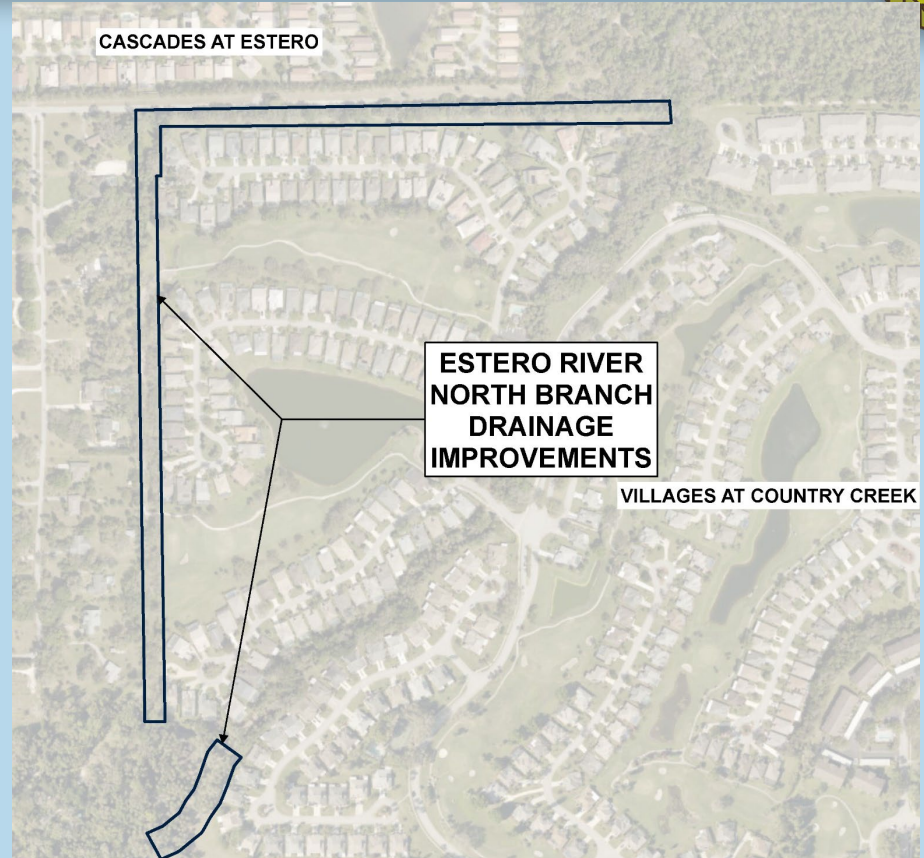 CASCADES AT ESTERO
ESTERO RIVER
NORTH BRANCH
DRAINAGE
IMPROVEMENTS
VILLAGES AT COUNTRY CREEK